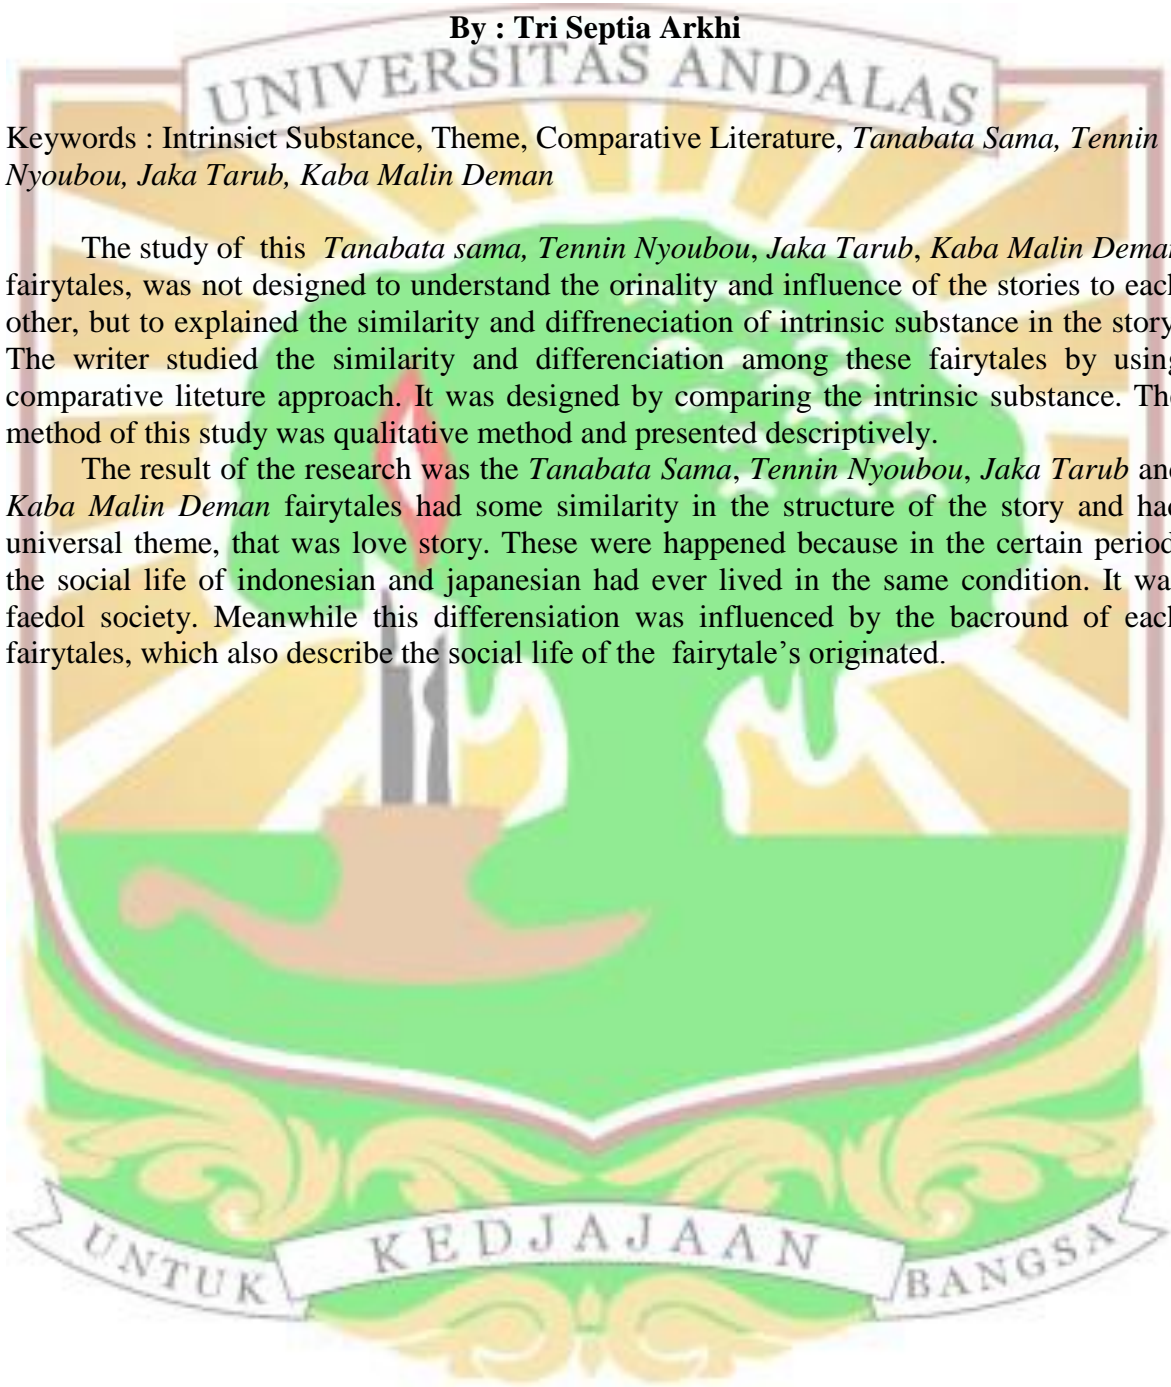 By : Tri Septia Arkhi
UNIVERSITAS ANDALAS
Keywords : Intrinsict Substance, Theme, Comparative Literature, Tanabata Sama, Tennin
Nyoubou, Jaka Tarub, Kaba Malin Deman
The study of this Tanabata sama, Tennin Nyoubou, Jaka Tarub, Kaba Malin Deman
fairytales, was not designed to understand the orinality and influence of the stories to each
other, but to explained the similarity and diffreneciation of intrinsic substance in the story
The writer studied the similarity and differenciation among these fairytales by using
comparative liteture approach. It was designed by comparing the intrinsic substance. The
method of this study was qualitative method and presented descriptively.
The result of the research was the Tanabata Sama, Tennin Nyoubou, Jaka Tarub and
Kaba Malin Deman fairytales had some similarity in the structure of the story and had
universal theme, that was love story. These were happened because in the certain period
the social life of indonesian and japanesian had ever lived in the same condition. It wa
faedol society. Meanwhile this differensiation was influenced by the bacround of each
fairytales, which also describe the social life of the fairytale's originated.
UNTUK KEDJAJAAN BANGSA